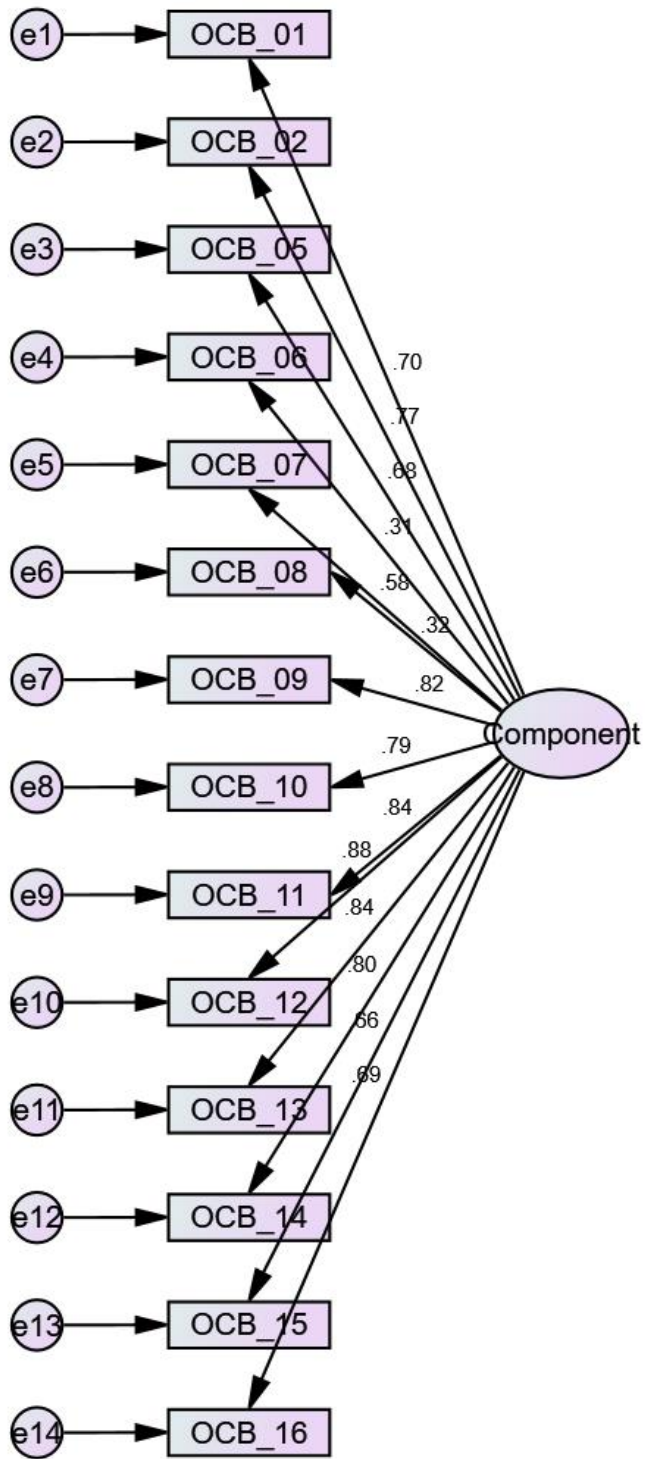 e1 OCB_01
e2 OCB_02
e3 OCB_05
e4 OCB_06
.70
.77
e5 OCB_07
.68
.31
e6 OCB_08
.58
.32
e7 OCB_09
.82
Component
.79
e8 OCB_10
.84
.88
e9 OCB_11
.84
.80
e10 OCB_12
.66
.69
e11 OCB_13
e12 OCB_14
e13 OCB_15
e14 OCB_16